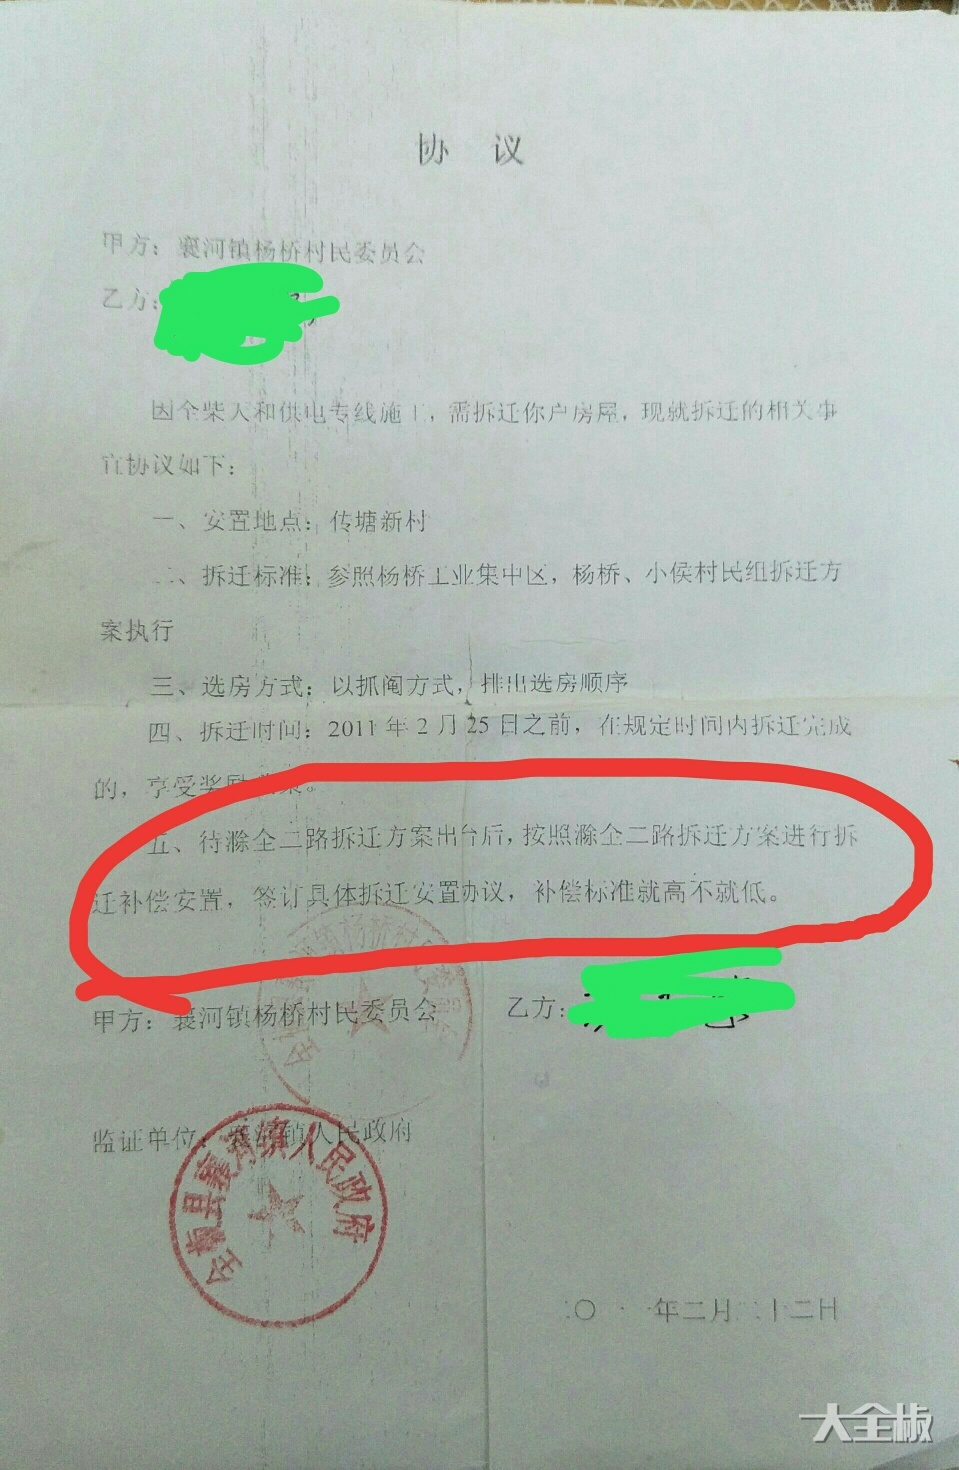 协 议
甲方：襄河镇杨桥村民委员会
乙方：
因全柴天和供电专线施工，需拆迁你户房屋，现就拆迁的相关事
宜协议如下：
一、安置地点：传塘新村
二、拆迁标准：参照杨桥工业集中区，杨桥、小侯村民组拆迁方
案执行
三、选房方式：以抓阄方式，排出选房顺序
四、拆迁时间：2011年2月25日之前，在规定时间内拆迁完成
的，享受奖励政策。
五、待滁全二路拆迁方案出台后，按照滁全二路拆迁方案进行拆
迁补偿安置，签订具体拆迁安置协议，补偿标准就高不就低。
甲方：襄河镇杨桥村民委员会
乙方：
监证单位：襄河镇人民政府
全椒县襄河镇人民政府
二〇一一年二月二十二日
大全椒